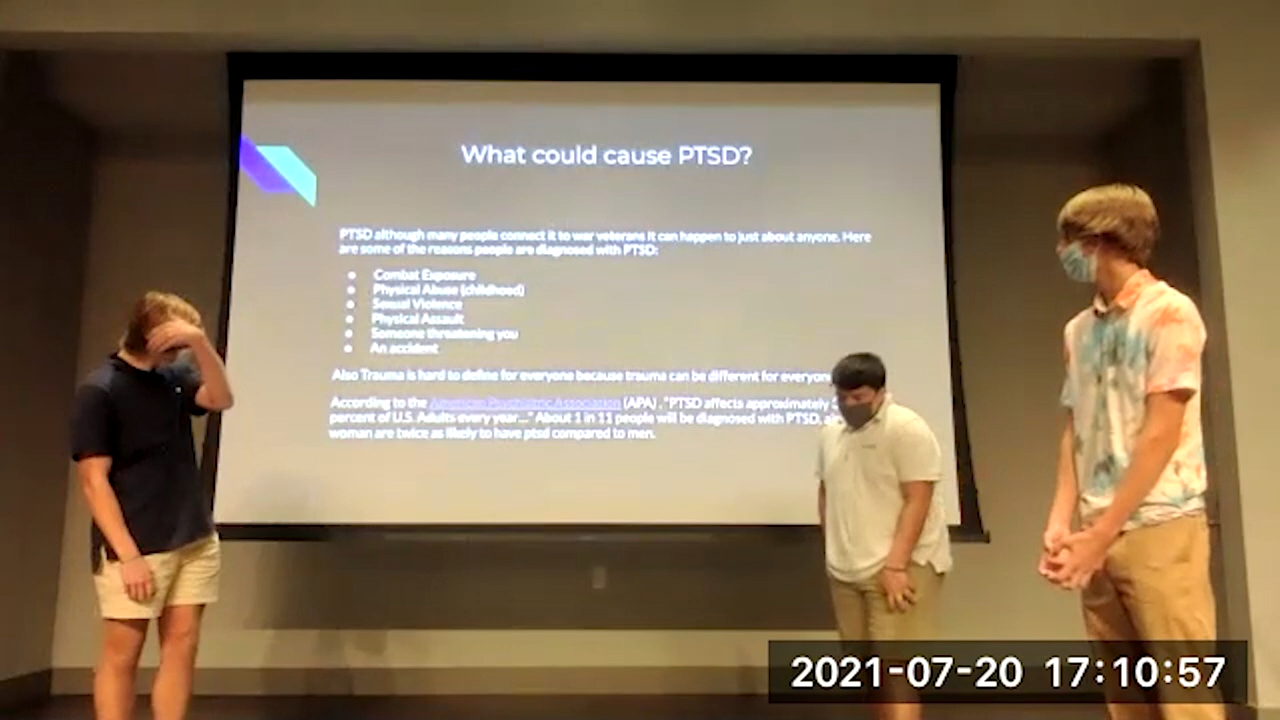 What could cause PTSD?
PTSD although many people connect it to war veterans it can happen to just about anyone. Here
are some of the reasons people are diagnosed with PTSD:
● Combat Exposure
● Physical Abuse (childhood)
● Sexual Violence
● Physical Assault
● Someone threatening you
● An accident
Also Trauma is hard to define for everyone because trauma can be different for everyon
According to the American Psychiatric Association (APA) ,"PTSD affects approximately
percent of U.S. Adults every year..." About 1 in 11 people will be diagnosed with PTSD,
woman are twice as likely to have ptsd compared to men.
2021-07-20 17:10:57